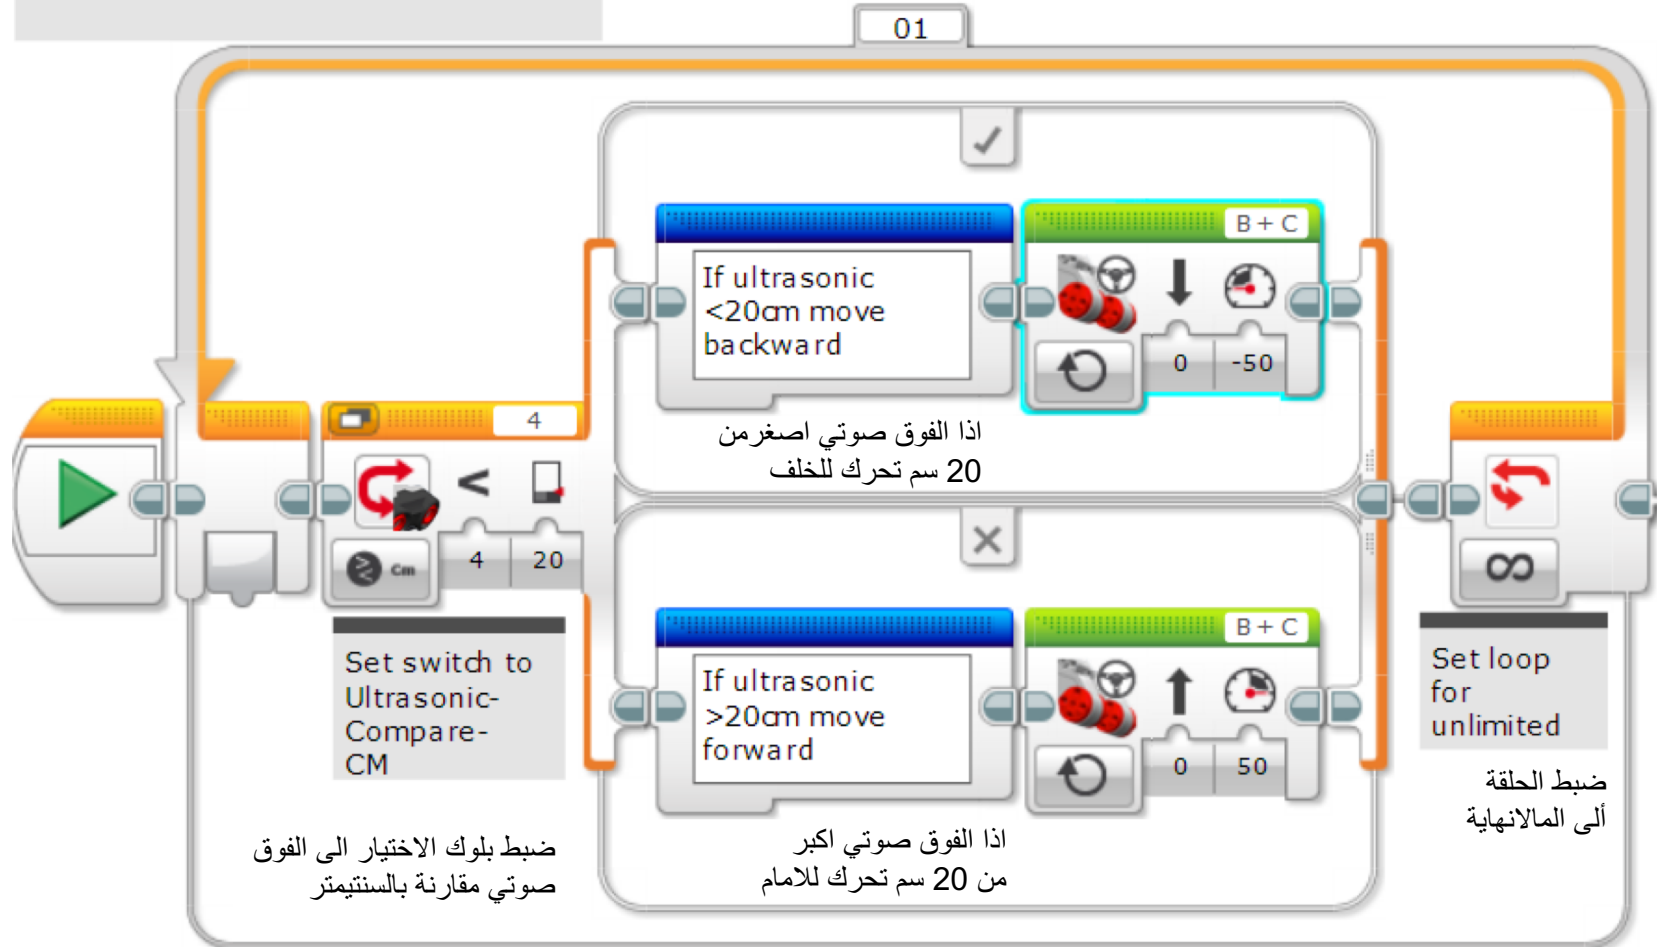 01
B + C
If ultrasonic
<20cm move
backward
0
-50
اذا الفوق صوتي اصغرمن
20 سم تحرك للخلف
4
4
20
Cm
Set switch to
Ultrasonic-
Compare-
CM
ضبط بلوك الاختيار الى الفوق
صوتي مقارنة بالسنتيمتر
B + C
If ultrasonic
>20cm move
forward
0
50
اذا الفوق صوتي اكبر
من 20 سم تحرك للامام
Set loop
for
unlimited
ضبط الحلقة
ألى المالانهاية